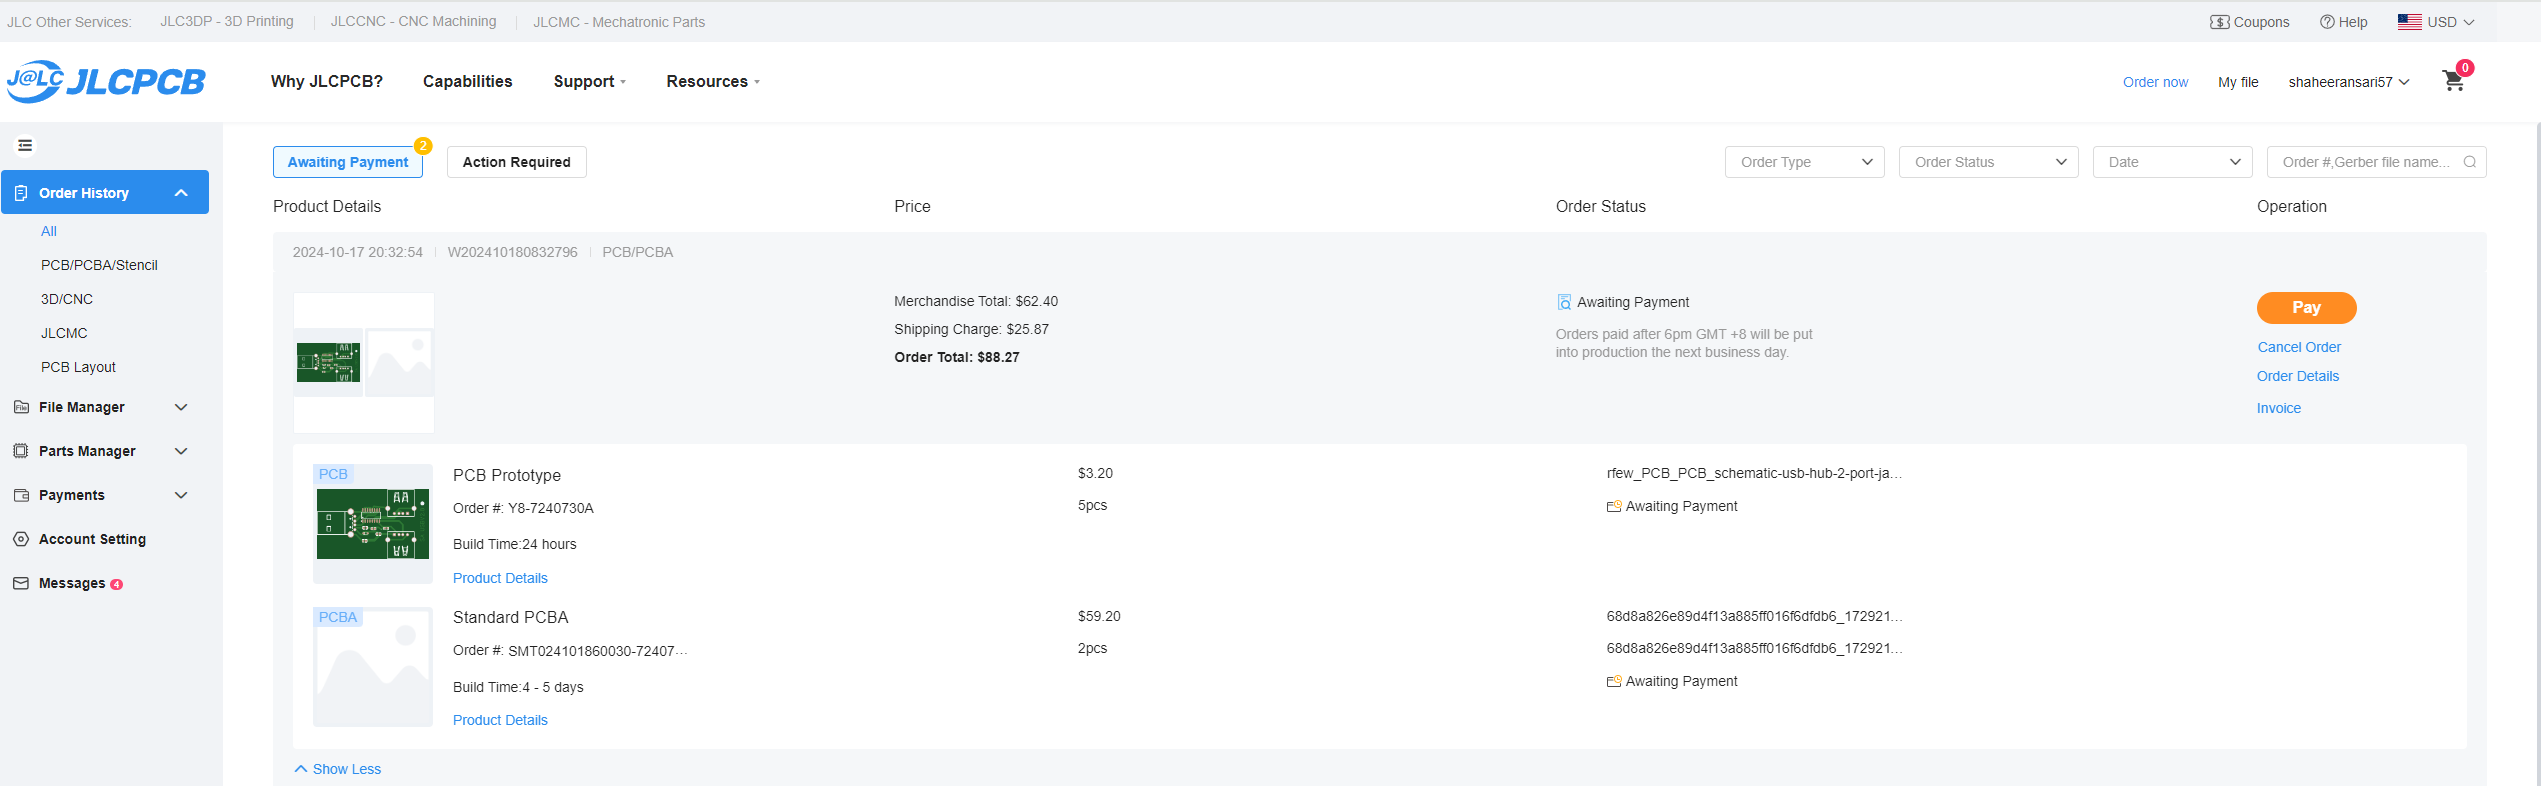 JLC Other Services: JLC3DP - 3D Printing JLCCNC - CNC Machining JLCMC - Mechatronic Parts Coupons Help USD
J@LC JLCPCB Why JLCPCB? Capabilities Support Resources Order now My file shaheeransari57 0
Awaiting Payment 2 Action Required Order Type Order Status Date Order #,Gerber file name...
Order History
All
PCB/PCBA/Stencil
3D/CNC
JLCMC
PCB Layout
File Manager
Parts Manager
Payments
Account Setting
Messages 4
Product Details Price Order Status Operation
2024-10-17 20:32:54 W202410180832796 PCB/PCBA
Merchandise Total: $62.40
Shipping Charge: $25.87
Order Total: $88.27
Awaiting Payment
Orders paid after 6pm GMT +8 will be put
into production the next business day.
Pay
Cancel Order
Order Details
Invoice
PCB
PCB Prototype
Order #: Y8-7240730A
Build Time:24 hours
Product Details
$3.20
5pcs
rfew_PCB_PCB_schematic-usb-hub-2-port-ja...
Awaiting Payment
PCBA
Standard PCBA
Order #: SMT024101860030-72407...
Build Time:4 - 5 days
Product Details
$59.20
2pcs
68d8a826e89d4f13a885ff016f6dfdb6_172921...
68d8a826e89d4f13a885ff016f6dfdb6_172921...
Awaiting Payment
Show Less